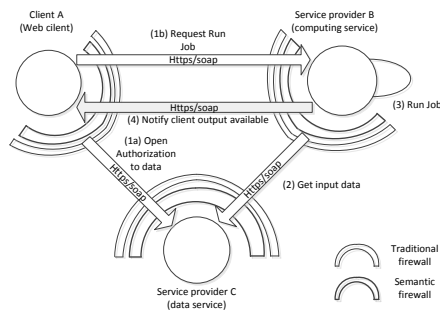 Client A
(Web cilent)
Service provider B
(computing service)
(1b) Request Run
Job
Https/soap
(3) Run Job
Https/soap
(4) Notify client output available
(1a) Open
Authorization
to data
Https/soap
Https/soap
(2) Get input data
Service provider C
(data service)
Traditional
firewall
Semantic
firewall